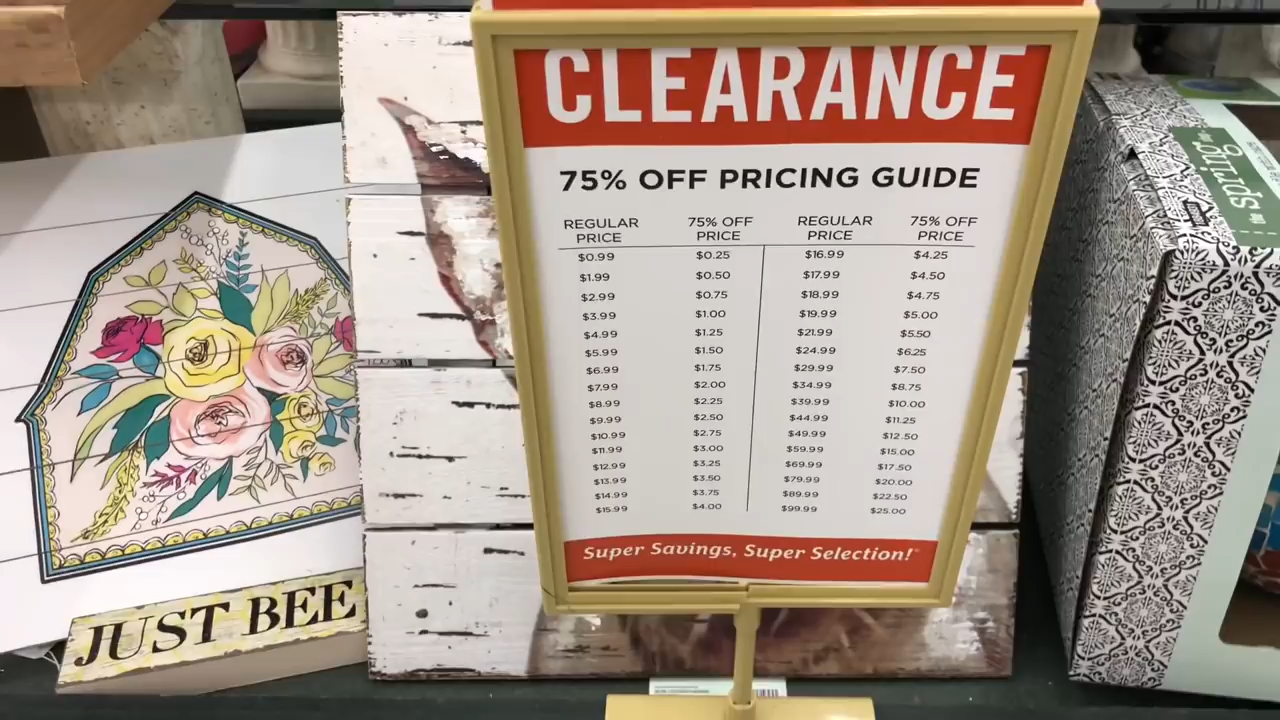 CLEARANCE
75% OFF PRICING GUIDE
REGULAR PRICE 75% OFF PRICE REGULAR PRICE 75% OFF PRICE
$0.99 $0.25 $16.99 $4.25
$1.99 $0.50 $17.99 $4.50
$2.99 $0.75 $18.99 $4.75
$3.99 $1.00 $19.99 $5.00
$4.99 $1.25 $21.99 $5.50
$5.99 $1.50 $24.99 $6.25
$6.99 $1.75 $29.99 $7.50
$7.99 $2.00 $34.99 $8.75
$8.99 $2.25 $39.99 $10.00
$9.99 $2.50 $44.99 $11.25
$10.99 $2.75 $49.99 $12.50
$11.99 $3.00 $59.99 $15.00
$12.99 $3.25 $69.99 $17.50
$13.99 $3.50 $79.99 $20.00
$14.99 $3.75 $89.99 $22.50
$15.99 $4.00 $99.99 $25.00
Super Savings, Super Selection!
JUST BEE
the spring